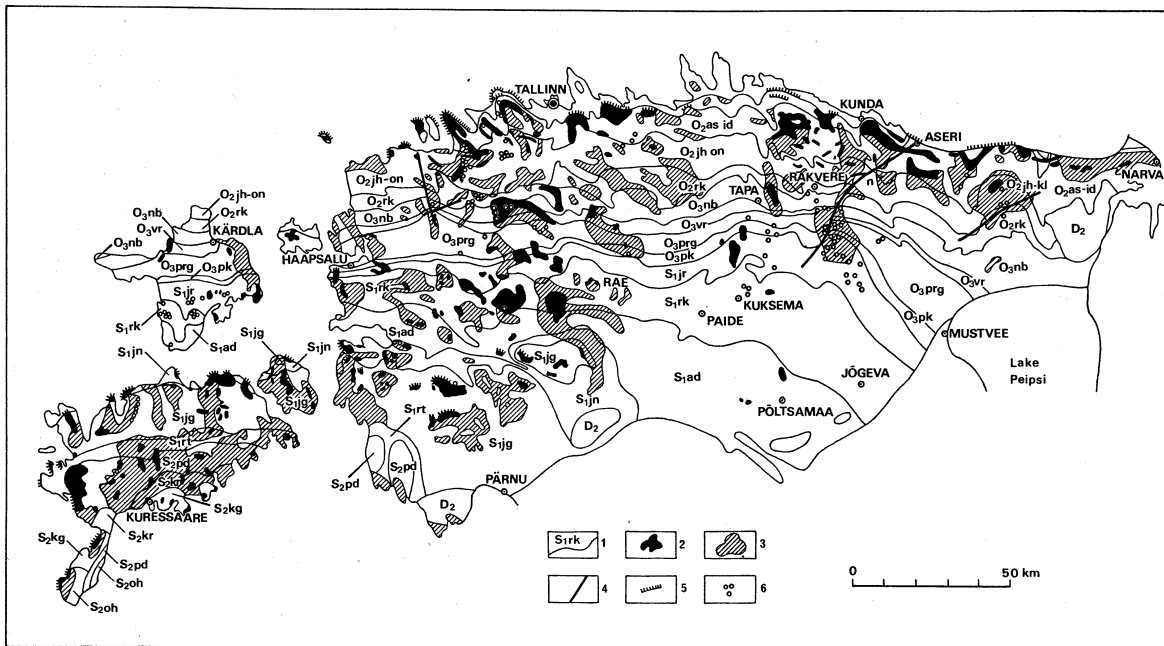 TALLINN
KUNDA
O₂as id
ASERI
O₂jh on
NARVA
O₂jh-on
O₂rk
RAKVERE
n
O₂jh-kl
O₂as-id
TAPA
O₂jh-on
O₂rk
O₃nb
O₂rk
O₃nb
O₂rk
D₂
O₃nb
O₃vr
O₃vr
KÄRDLA
O₃nb
O₃prg
HAAPSALU
O₃prg
O₃pk
O₃nb
O₃prg
O₃pk
S₁jr
O₃prg
O₃vr
S₁jr
S₁rk
RAE
S₁rk
KUKSEMA
O₃pk
S₁rk
PAIDE
MUSTVEE
S₁ad
S₁jg
S₁ad
S₁jn
S₁jn
S₁jg
Lake
Peipsi
S₁jg
S₁ad
JÕGEVA
S₁jn
PÕLTSAMAA
S₁jg
S₁rt
D₂
S₁rt
S₁jg
S₂pd
S₂kr
S₂pd
S₂pd
PÄRNU
S₂kg
D₂
KURESSAARE
S₂kr
S₂kg
S₂pd
S₂oh
S₂oh
S₁rk 1
2
3
4
5
6
0 50 km